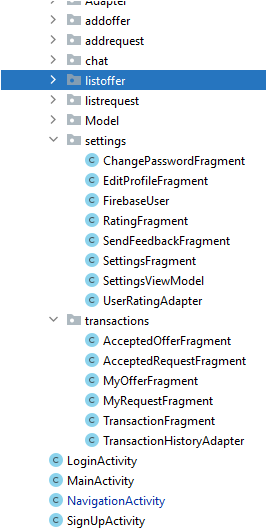 Adapter
addoffer
addrequest
chat
listoffer
listrequest
Model
settings
ChangePasswordFragment
EditProfileFragment
FirebaseUser
RatingFragment
SendFeedbackFragment
SettingsFragment
SettingsViewModel
UserRatingAdapter
transactions
AcceptedOfferFragment
AcceptedRequestFragment
MyOfferFragment
MyRequestFragment
TransactionFragment
TransactionHistoryAdapter
LoginActivity
MainActivity
NavigationActivity
SignUpActivity